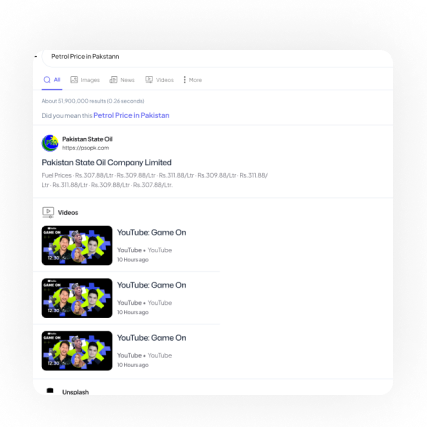 Petrol Price in Pakstann
All
Images
News
Videos
More
About 51,900,000 results (0.26 seconds)
Did you mean this Petrol Price in Pakistan
Pakistan State Oil
https://psopk.com
Pakistan State Oil Company Limited
Fuel Prices · Rs.307.88/Ltr · Rs.309.88/Ltr · Rs.311.88/Ltr · Rs.309.88/Ltr · Rs.311.88/
Ltr · Rs.311.88/Ltr · Rs.309.88/Ltr · Rs.307.88/Ltr.
Videos
GAME ON
12:30
YouTube: Game On
YouTube • YouTube
10 Hours ago
GAME ON
12:30
YouTube: Game On
YouTube • YouTube
10 Hours ago
GAME ON
12:30
YouTube: Game On
YouTube • YouTube
10 Hours ago
Unsplash